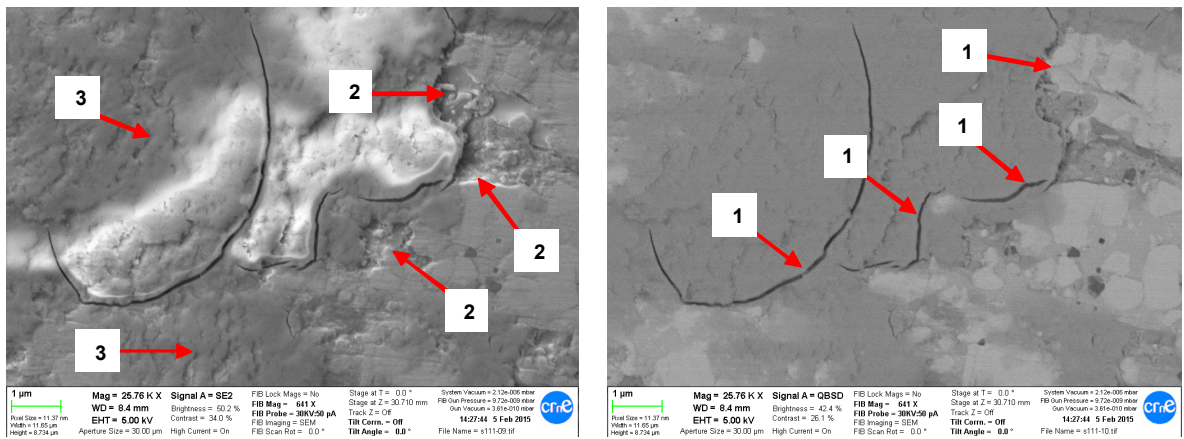 3
2
2
2
3
1
1
1
1
1 µm
Pixel Size = 11.37 nm
Width = 11.65 µm
Height = 8.734 µm
Mag = 25.76 K X
WD = 8.4 mm
EHT = 5.00 kV
Aperture Size = 30.00 µm
Signal A = SE2
Brightness = 50.2 %
Contrast = 34.0 %
High Current = On
FIB Lock Mags = No
FIB Mag = 641 X
FIB Probe = 30KV:50 pA
FIB Imaging = SEM
FIB Scan Rot = 0.0 °
Stage at T = 0.0 °
Stage at Z = 30.710 mm
Track Z = Off
Tilt Corrn. = Off
Tilt Angle = 0.0 °
System Vacuum = 2.12e-006 mbar
FIB Gun Pressure = 9.72e-009 mbar
Gun Vacuum = 3.61e-010 mbar
14:27:44 5 Feb 2015
File Name = s111-09.tif
crne
1 µm
Pixel Size = 11.37 nm
Width = 11.65 µm
Height = 8.734 µm
Mag = 25.76 K X
WD = 8.4 mm
EHT = 5.00 kV
Aperture Size = 30.00 µm
Signal A = QBSD
Brightness = 42.4 %
Contrast = 26.1 %
High Current = On
FIB Lock Mags = No
FIB Mag = 641 X
FIB Probe = 30KV:50 pA
FIB Imaging = SEM
FIB Scan Rot = 0.0 °
Stage at T = 0.0 °
Stage at Z = 30.710 mm
Track Z = Off
Tilt Corrn. = Off
Tilt Angle = 0.0 °
System Vacuum = 2.12e-006 mbar
FIB Gun Pressure = 9.72e-009 mbar
Gun Vacuum = 3.61e-010 mbar
14:27:44 5 Feb 2015
File Name = s111-10.tif
crne